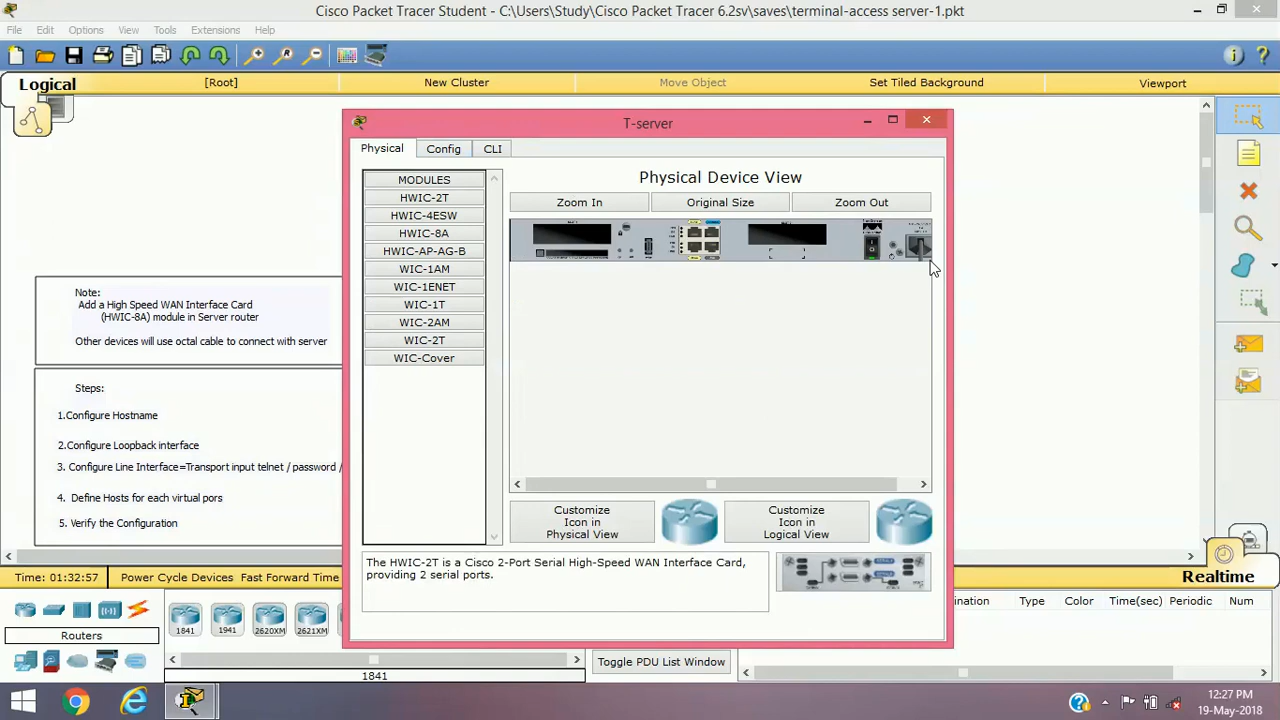 Cisco Packet Tracer Student - C:\Users\Study\Cisco Packet Tracer 6.2sv\saves\terminal-access server-1.pkt
File Edit Options View Tools Extensions Help
Logical
[Root]
New Cluster
Move Object
Set Tiled Background
Viewport
T-server
Physical
Config
CLI
MODULES
HWIC-2T
HWIC-4ESW
HWIC-8A
HWIC-AP-AG-B
WIC-1AM
WIC-1ENET
WIC-1T
WIC-2AM
WIC-2T
WIC-Cover
Physical Device View
Zoom In
Original Size
Zoom Out
Customize
Icon in
Physical View
Customize
Icon in
Logical View
The HWIC-2T is a Cisco 2-Port Serial High-Speed WAN Interface Card,
providing 2 serial ports.
Note:
Add a High Speed WAN Interface Card
(HWIC-8A) module in Server router
Other devices will use octal cable to connect with server
Steps:
1.Configure Hostname
2.Configure Loopback interface
3. Configure Line Interface=Transport input telnet / password /
4. Define Hosts for each virtual pors
5. Verify the Configuration
Time: 01:32:57
Power Cycle Devices
Fast Forward Time
Realtime
Routers
1841
1941
2620XM
2621XM
1841
Toggle PDU List Window
ination
Type
Color
Time(sec)
Periodic
Num
12:27 PM
19-May-2018